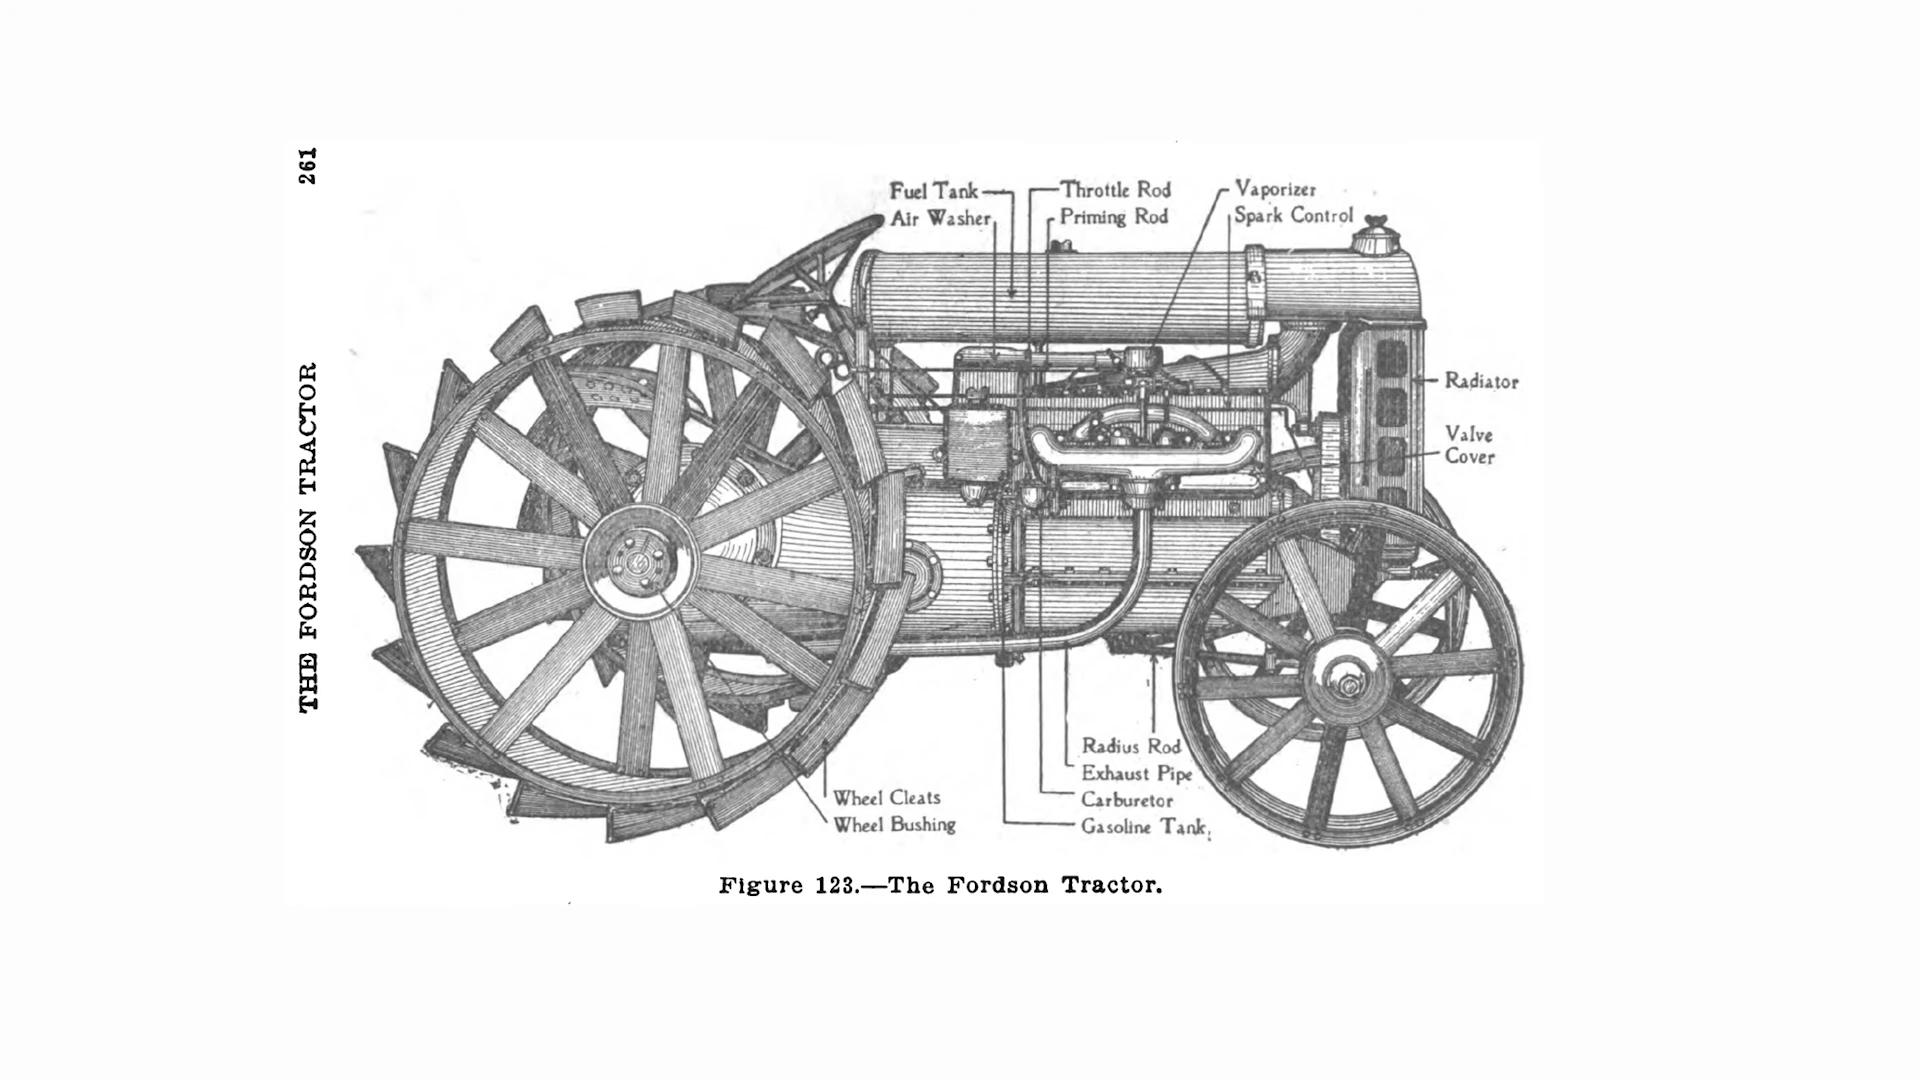 261
THE FORDSON TRACTOR
Fuel Tank
Air Washer
Throttle Rod
Priming Rod
Vaporizer
Spark Control
Radiator
Valve
Cover
Radius Rod
Exhaust Pipe
Carburetor
Gasoline Tank
Wheel Cleats
Wheel Bushing
Figure 123.—The Fordson Tractor.